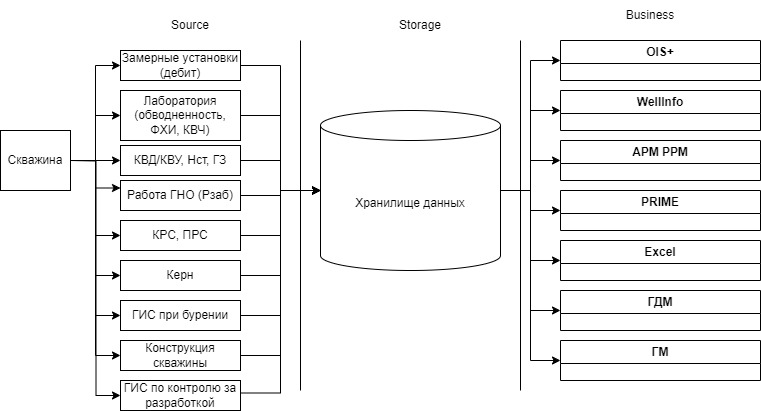 Source
Storage
Business
Скважина
Замерные установки
(дебит)
Лаборатория
(обводненность,
ФХИ, КВЧ)
КВД/КВУ, Нст, ГЗ
Работа ГНО (Рзаб)
КРС, ПРС
Керн
ГИС при бурении
Конструкция
скважины
ГИС по контролю за
разработкой
Хранилище данных
OIS+
WellInfo
АРМ РРМ
PRIME
Excel
ГДМ
ГМ